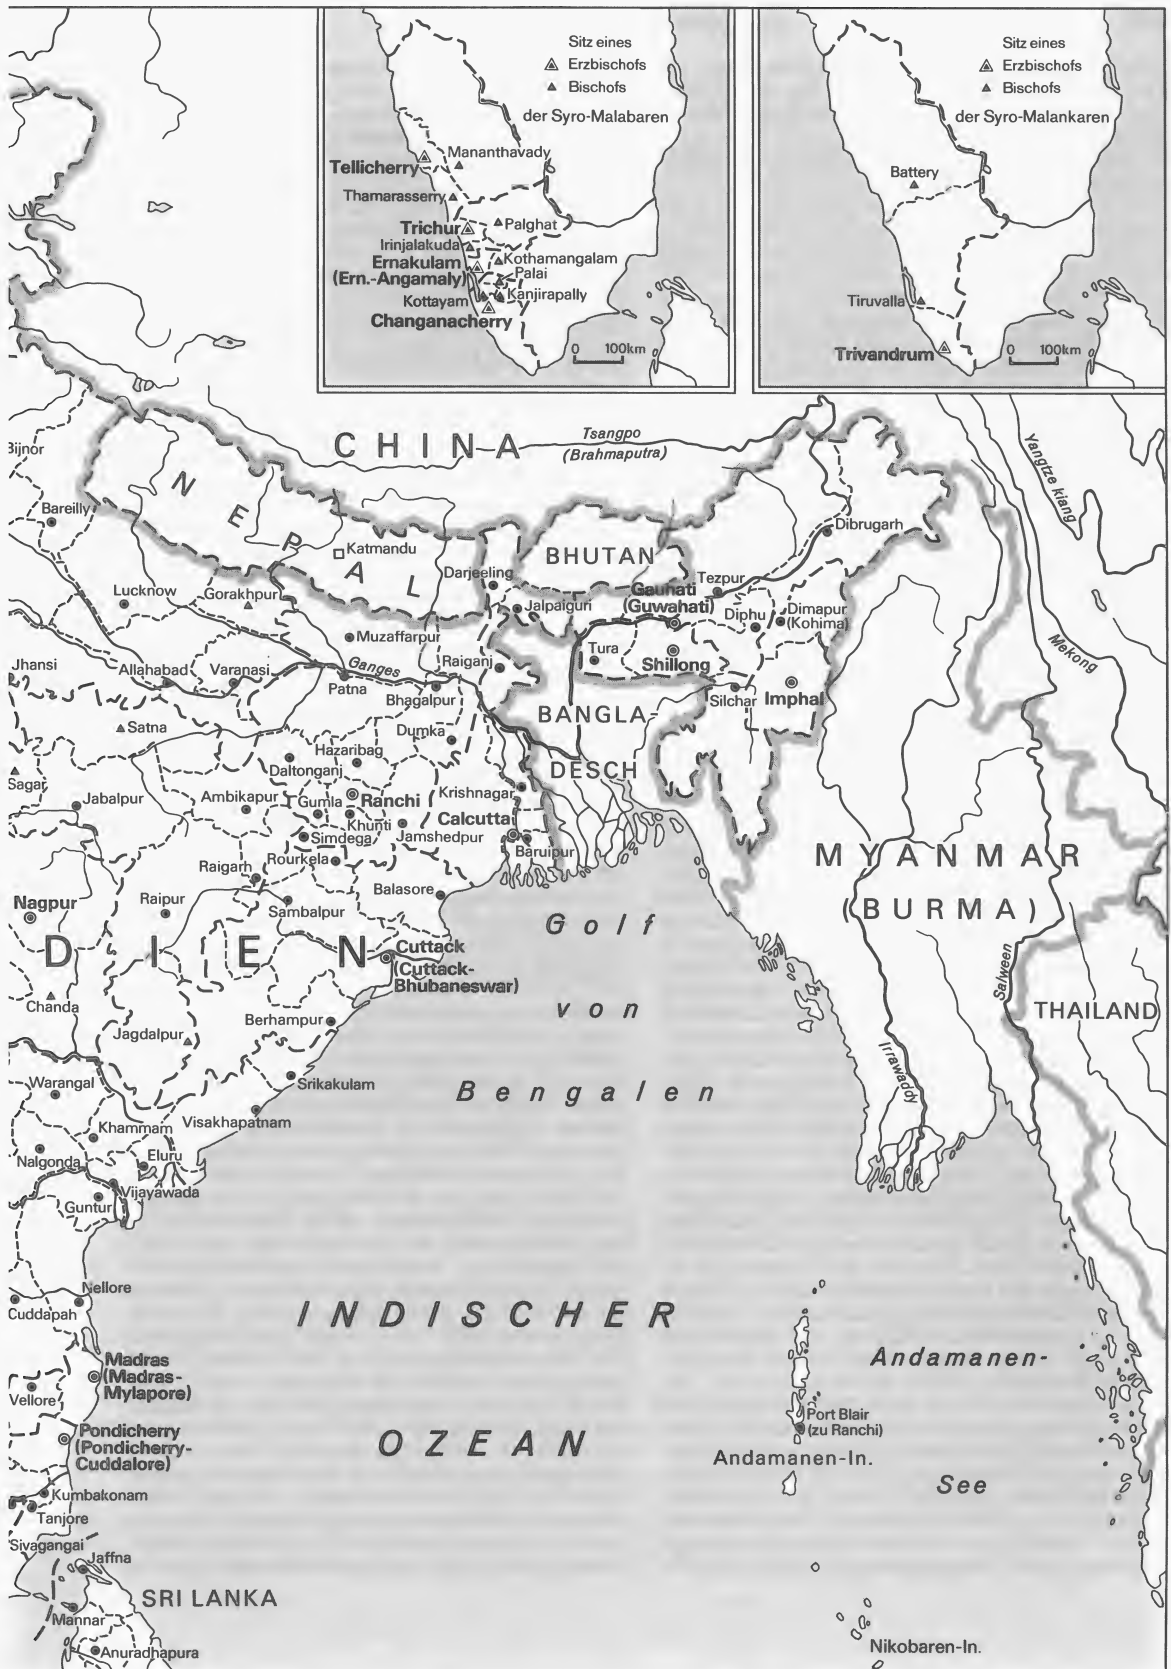 Sitz eines
Erzbischofs
Bischofs
der Syro-Malabaren
Mananthavady
Tellicherry
Thamarasserry
Trichur
Palghat
Irinjalakuda
Ernakulam
(Ern.-Angamaly)
Kothamangalam
Palai
Kottayam
Kanjirapally
Changanacherry
0 100km
Sitz eines
Erzbischofs
Bischofs
der Syro-Malankaren
Battery
Tiruvalla
Trivandrum
0 100km
CHINA
Tsangpo
(Brahmaputra)
Yangtze kiang
Bijnor
NEPAL
Bareilly
Katmandu
BHUTAN
Dibrugarh
Darjeeling
Tezpur
Lucknow
Gorakhpur
Jalpaiguri
Gauhati
(Guwahati)
Diphu
Dimapur
(Kohima)
Muzaffarpur
Mekong
Jhansi
Allahabad
Varanasi
Ganges
Raiganj
Tura
Shillong
Patna
Bhagalpur
Silchar
Imphal
Satna
BANGLA-
Dumka
Hazaribag
DESCH
Daltonganj
Sagar
Jabalpur
Ambikapur
Gumla
Ranchi
Krishnagar
Khunti
Calcutta
Simdega
Jamshedpur
Baruipur
MYANMAR
Raigarh
Rourkela
Balasore
Nagpur
Raipur
Sambalpur
Golf
(BURMA)
DIEN
Cuttack
(Cuttack-
Bhubaneswar)
Salween
Chanda
von
THAILAND
Berhampur
Jagdalpur
Irrawaddy
Warangal
Srikakulam
Bengalen
Visakhapatnam
Khammam
Nalgonda
Eluru
Vijayawada
Guntur
Nellore
Cuddapah
INDISCHER
Madras
(Madras-
Mylapore)
Andamanen-
Vellore
Port Blair
(zu Ranchi)
Pondicherry
(Pondicherry-
Cuddalore)
OZEAN
Andamanen-In.
See
Kumbakonam
Tanjore
Sivagangai
Jaffna
SRI LANKA
Mannar
Anuradhapura
Nikobaren-In.